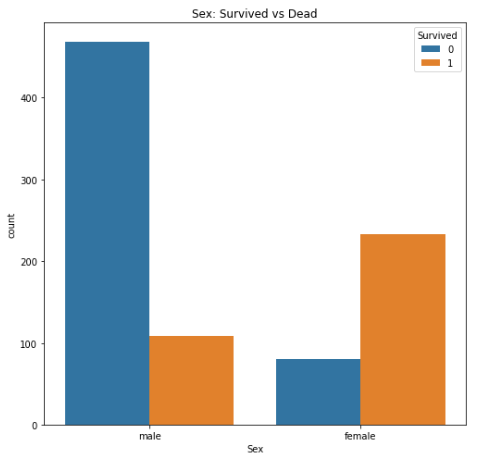 Sex: Survived vs Dead
Survived
0
1
400
300
200
100
0
count
male
female
Sex